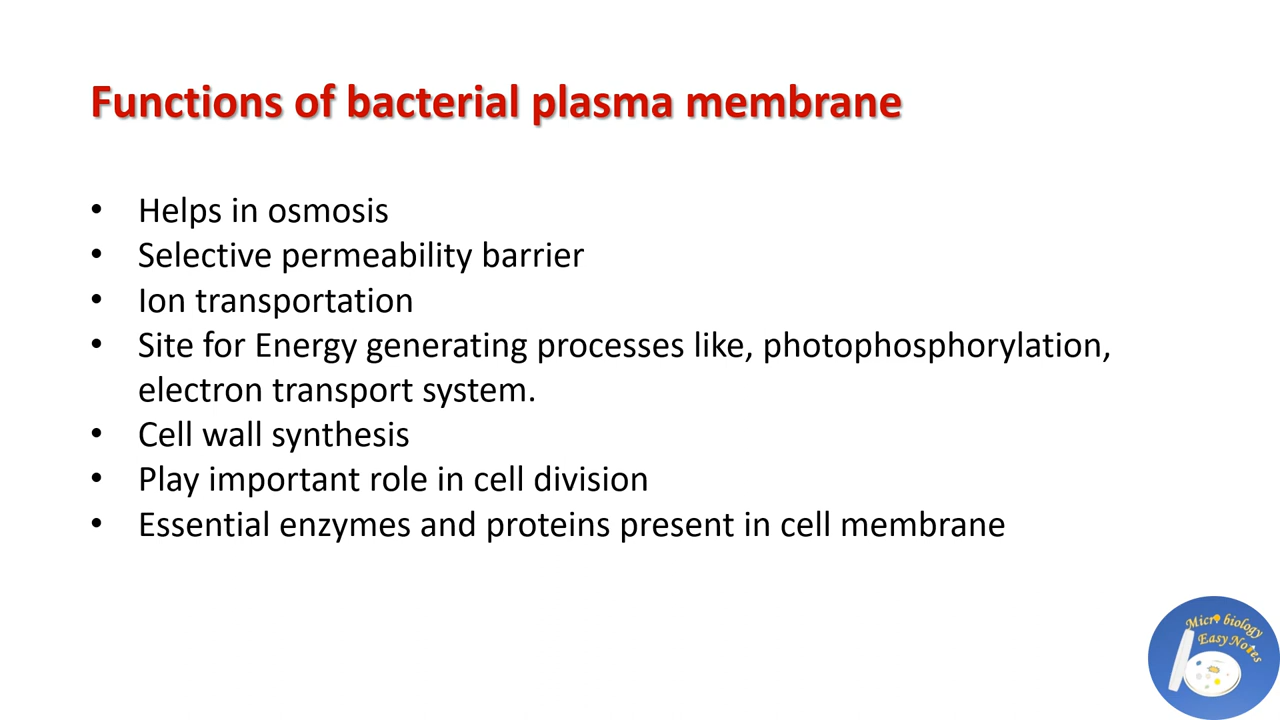 Functions of bacterial plasma membrane
• Helps in osmosis
• Selective permeability barrier
• Ion transportation
• Site for Energy generating processes like, photophosphorylation,
electron transport system.
• Cell wall synthesis
• Play important role in cell division
• Essential enzymes and proteins present in cell membrane
Micro biology
Easy Notes